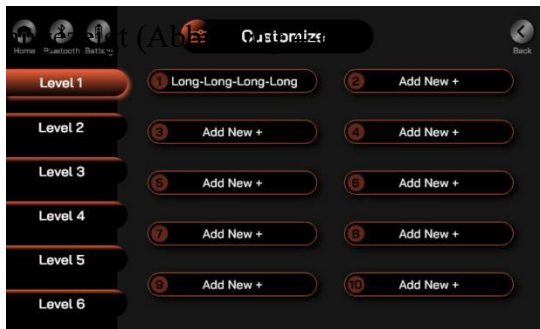 Customize
Home Bluetooth Battery
Back
Level 1
Level 2
Level 3
Level 4
Level 5
Level 6
1 Long-Long-Long-Long
2 Add New +
3 Add New +
4 Add New +
5 Add New +
6 Add New +
7 Add New +
8 Add New +
9 Add New +
10 Add New +